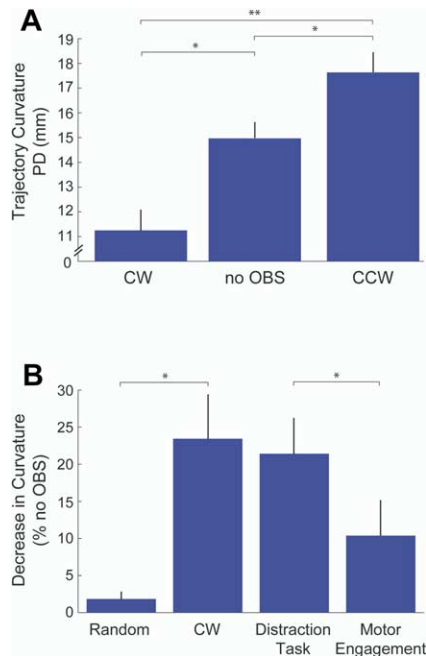 A
**
*
*
Trajectory Curvature
PD (mm)
19
18
17
16
15
14
13
12
11
0
CW
no OBS
CCW
B
*
*
Decrease in Curvature
(% no OBS)
30
25
20
15
10
5
0
Random
CW
Distraction
Task
Motor
Engagement